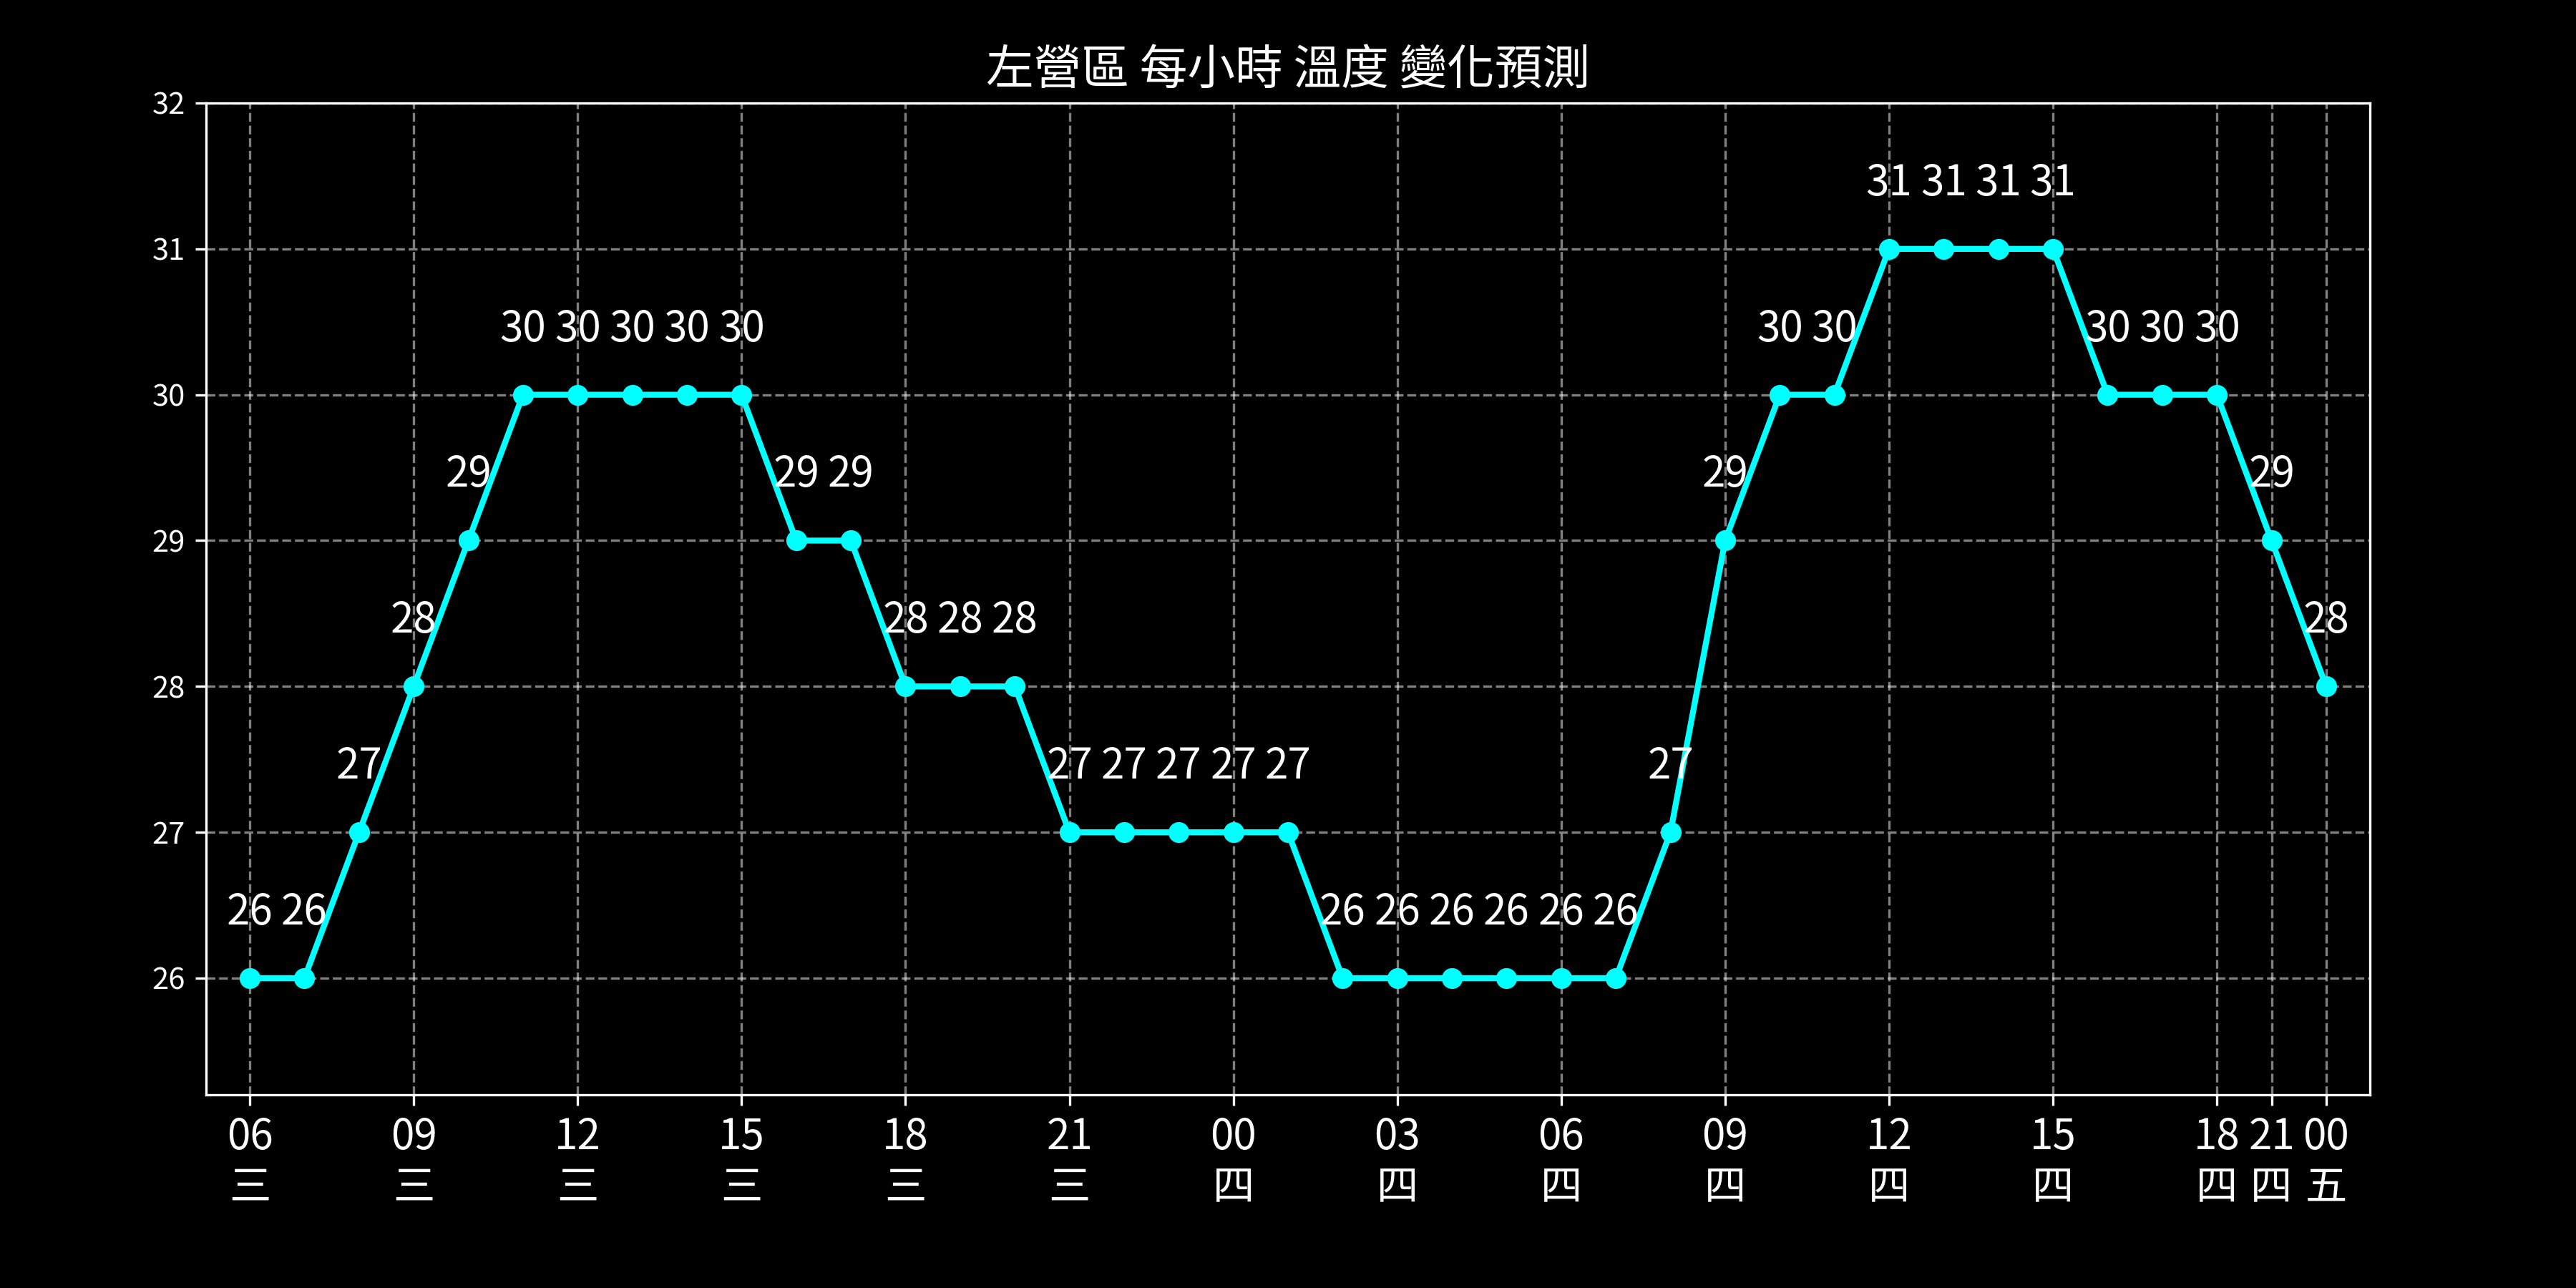 左營區 每小時 溫度 變化預測
32
31 31 31 31
31
30 30 30 30 30 30 30 30 30 30
30
29 29 29 29 29
29
28 28 28 28 28
28
27 27 27 27 27 27 27
27
26 26 26 26 26 26 26 26
26
06 09 12 15 18 21 00 03 06 09 12 15 18 21 00
三 三 三 三 三 三 四 四 四 四 四 四 四 四 五